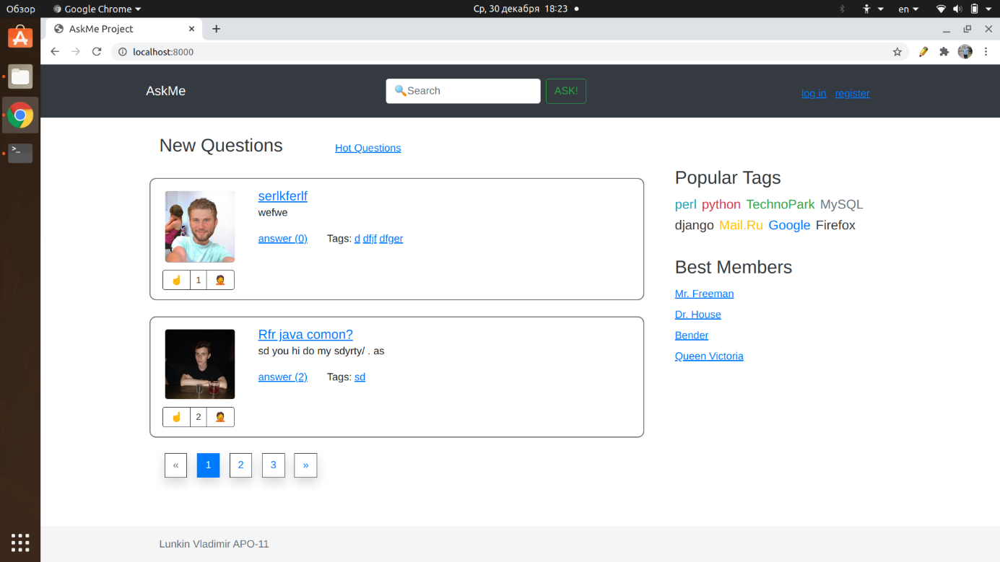 Обзор Google Chrome Ср, 30 декабря 18:23 en
AskMe Project
localhost:8000
AskMe Search ASK! log in register
New Questions Hot Questions
serlkferlf
wefwe
answer (0) Tags: d dfjf dfger
1
Rfr java comon?
sd you hi do my sdyrty/ . as
answer (2) Tags: sd
2
« 1 2 3 »
Popular Tags
perl python TechnoPark MySQL
django Mail.Ru Google Firefox
Best Members
Mr. Freeman
Dr. House
Bender
Queen Victoria
Lunkin Vladimir APO-11